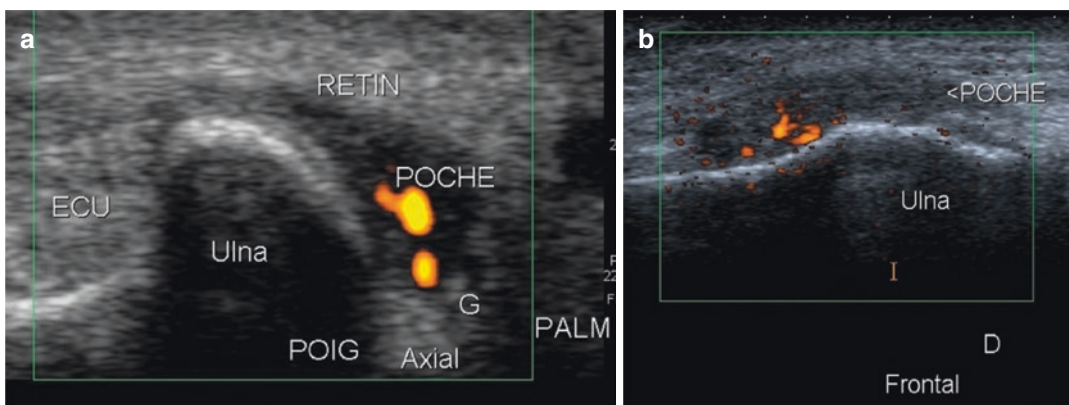 a
RETIN
POCHE
ECU
Ulna
G
PALM
POIG
Axial
b
<POCHE
Ulna
I
D
Frontal